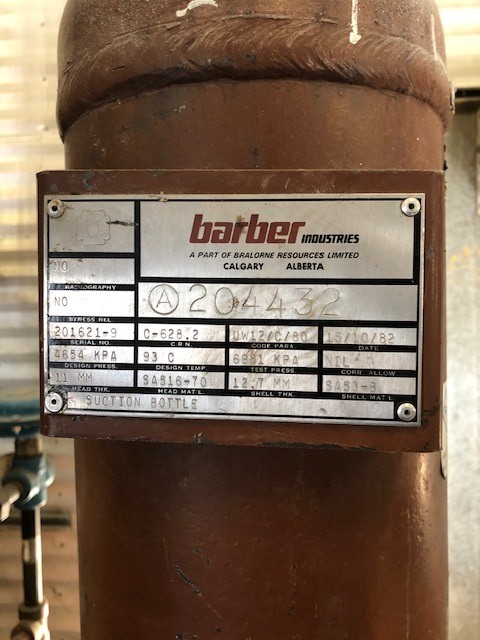 barber INDUSTRIES
A PART OF BRALORNE RESOURCES LIMITED
CALGARY ALBERTA
NO
RADIOGRAPHY
NO
STRESS REL.
A 204432
201621-9 C-628.2 UW12/C/80 15/10/82
SERIAL NO. C.R.N. CODE PARA. DATE
4654 KPA 93 C 6981 KPA NIL
DESIGN PRESS. DESIGN TEMP. TEST PRESS. CORR. ALLOW
11 MM SA516-70 12.7 MM SA53-B
HEAD THK. HEAD MAT'L. SHELL THK. SHELL MAT'L
SUCTION BOTTLE